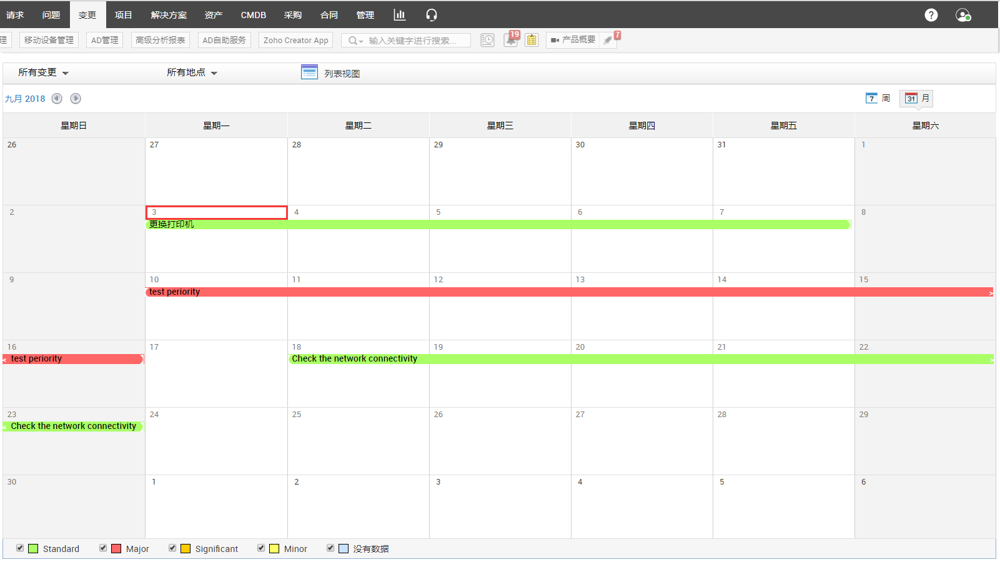 请求 问题 变更 项目 解决方案 资产 CMDB 采购 合同 管理 ?
理 移动设备管理 AD管理 高级分析报表 AD自助服务 Zoho Creator App 输入关键字进行搜索... 19 产品概要 7
所有变更 所有地点 列表视图
九月 2018 7 周 31 月
星期日 星期一 星期二 星期三 星期四 星期五 星期六
26 27 28 29 30 31 1
2 3 4 5 6 7 8
更换打印机
9 10 11 12 13 14 15
test periority >
16 17 18 19 20 21 22
< test periority Check the network connectivity >
23 24 25 26 27 28 29
< Check the network connectivity
30 1 2 3 4 5 6
Standard Major Significant Minor 没有数据